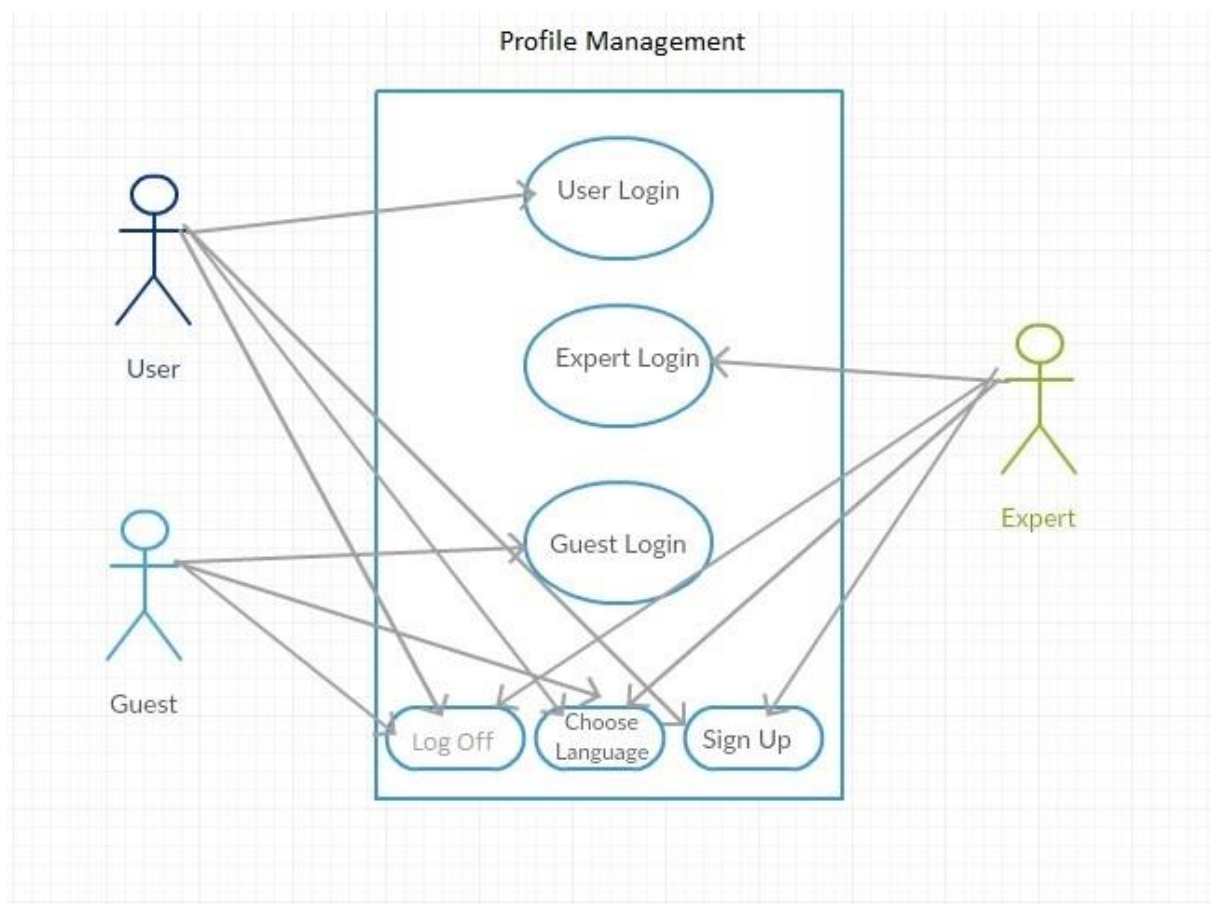 Profile Management
User Login
User
Expert Login
Expert
Guest Login
Guest
Log Off
Choose
Language
Sign Up